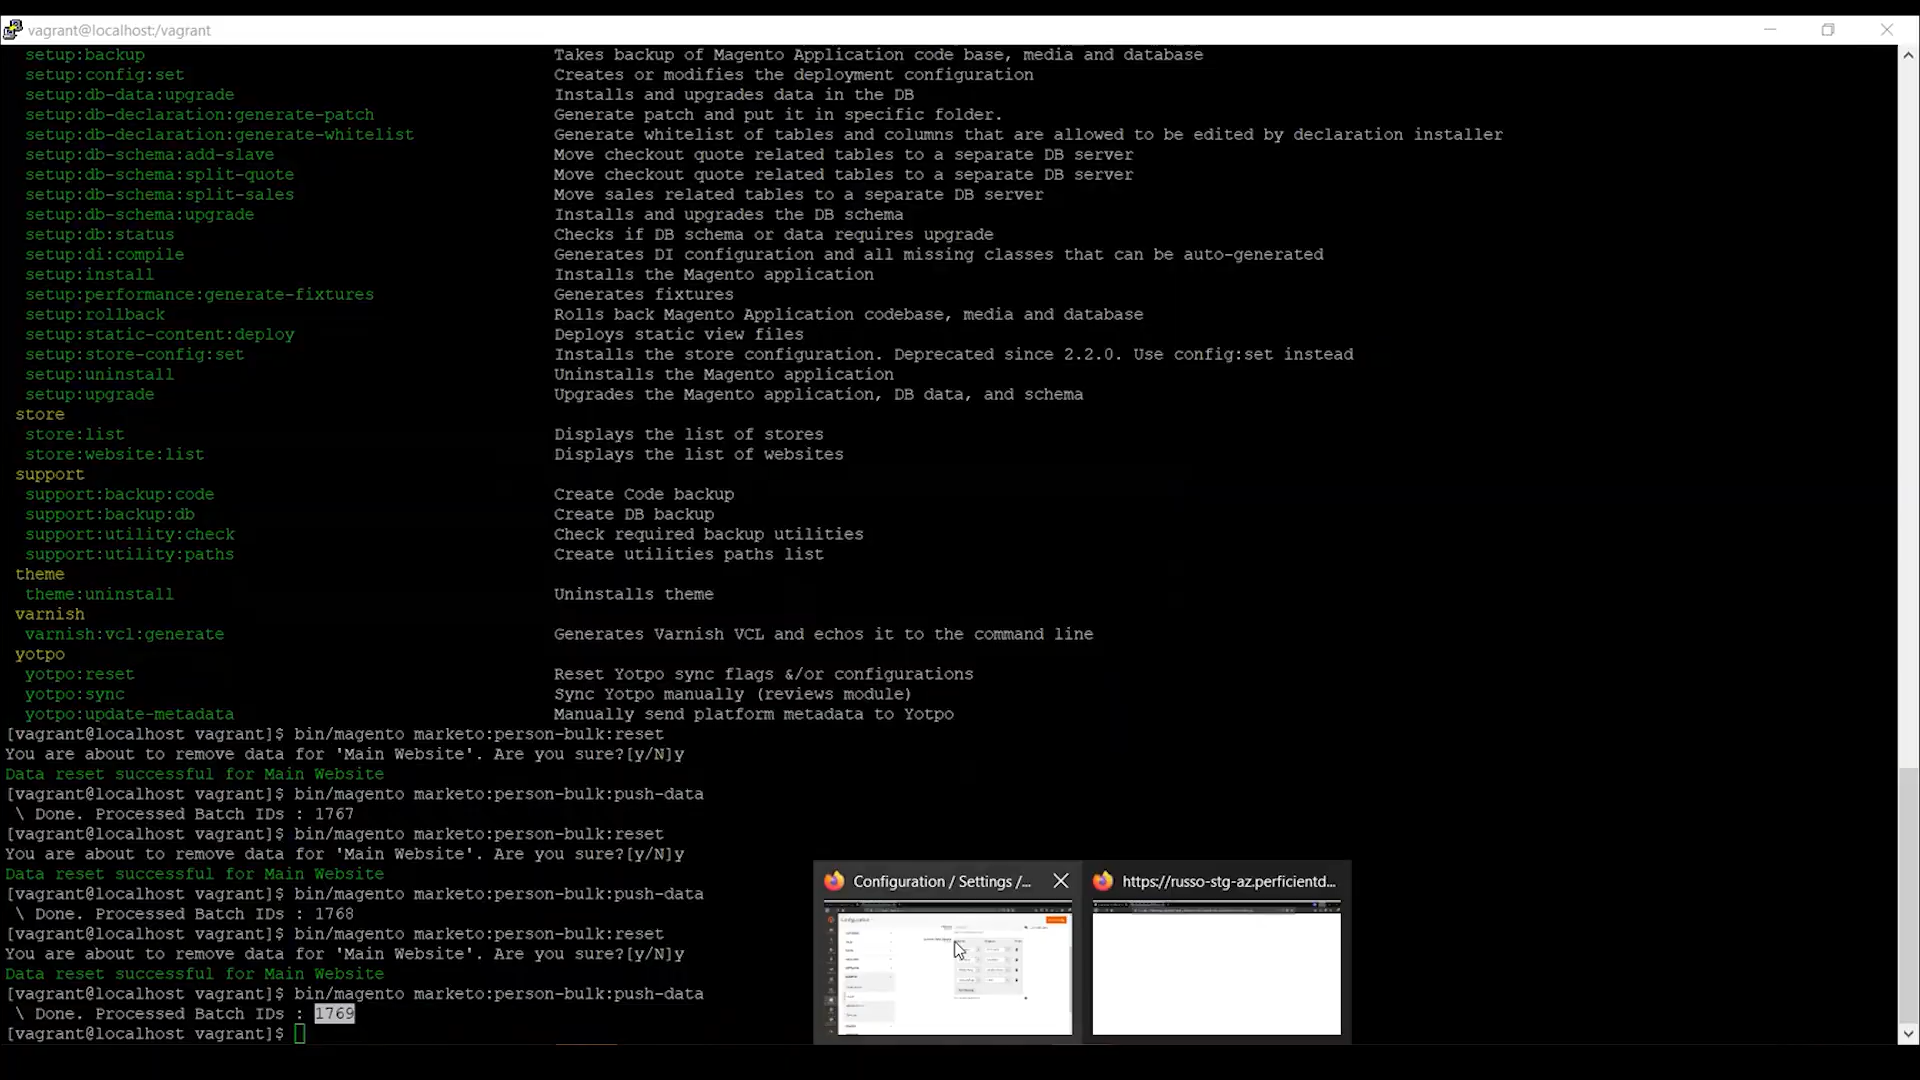 vagrant@localhost:/vagrant
setup:backup Takes backup of Magento Application code base, media and database
setup:config:set Creates or modifies the deployment configuration
setup:db-data:upgrade Installs and upgrades data in the DB
setup:db-declaration:generate-patch Generate patch and put it in specific folder.
setup:db-declaration:generate-whitelist Generate whitelist of tables and columns that are allowed to be edited by declaration installer
setup:db-schema:add-slave Move checkout quote related tables to a separate DB server
setup:db-schema:split-quote Move checkout quote related tables to a separate DB server
setup:db-schema:split-sales Move sales related tables to a separate DB server
setup:db-schema:upgrade Installs and upgrades the DB schema
setup:db:status Checks if DB schema or data requires upgrade
setup:di:compile Generates DI configuration and all missing classes that can be auto-generated
setup:install Installs the Magento application
setup:performance:generate-fixtures Generates fixtures
setup:rollback Rolls back Magento Application codebase, media and database
setup:static-content:deploy Deploys static view files
setup:store-config:set Installs the store configuration. Deprecated since 2.2.0. Use config:set instead
setup:uninstall Uninstalls the Magento application
setup:upgrade Upgrades the Magento application, DB data, and schema
store
store:list Displays the list of stores
store:website:list Displays the list of websites
support
support:backup:code Create Code backup
support:backup:db Create DB backup
support:utility:check Check required backup utilities
support:utility:paths Create utilities paths list
theme
theme:uninstall Uninstalls theme
varnish
varnish:vcl:generate Generates Varnish VCL and echos it to the command line
yotpo
yotpo:reset Reset Yotpo sync flags &/or configurations
yotpo:sync Sync Yotpo manually (reviews module)
yotpo:update-metadata Manually send platform metadata to Yotpo
[vagrant@localhost vagrant]$ bin/magento marketo:person-bulk:reset
You are about to remove data for 'Main Website'. Are you sure?[y/N]y
Data reset successful for Main Website
[vagrant@localhost vagrant]$ bin/magento marketo:person-bulk:push-data
\ Done. Processed Batch IDs : 1767
[vagrant@localhost vagrant]$ bin/magento marketo:person-bulk:reset
You are about to remove data for 'Main Website'. Are you sure?[y/N]y
Data reset successful for Main Website
[vagrant@localhost vagrant]$ bin/magento marketo:person-bulk:push-data
\ Done. Processed Batch IDs : 1768
[vagrant@localhost vagrant]$ bin/magento marketo:person-bulk:reset
You are about to remove data for 'Main Website'. Are you sure?[y/N]y
Data reset successful for Main Website
[vagrant@localhost vagrant]$ bin/magento marketo:person-bulk:push-data
\ Done. Processed Batch IDs : 1769
[vagrant@localhost vagrant]$
Configuration / Settings /...
https://russo-stg-az.perficientd...